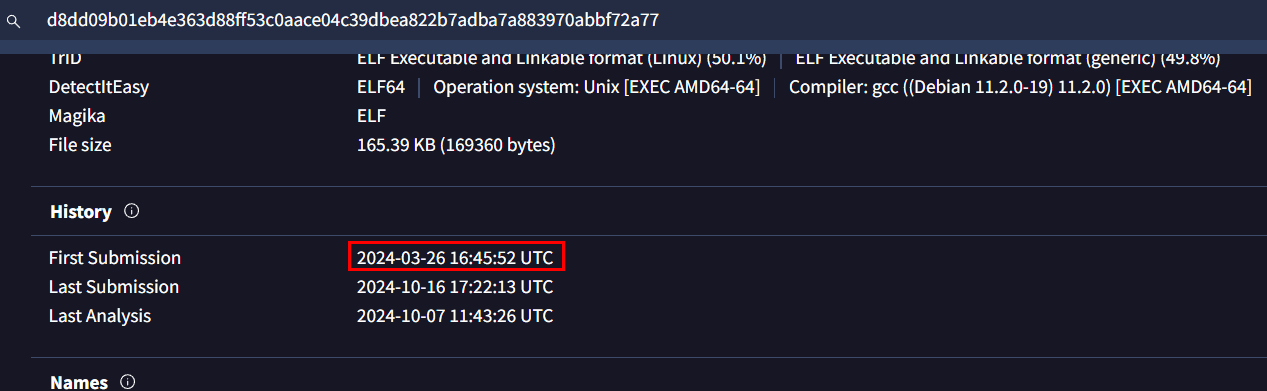 d8dd09b01eb4e363d88ff53c0aace04c39dbea822b7adba7a883970abbf72a77
TrID ELF Executable and Linkable format (Linux) (50.1%) | ELF Executable and Linkable format (generic) (49.8%)
DetectItEasy ELF64 | Operation system: Unix [EXEC AMD64-64] | Compiler: gcc ((Debian 11.2.0-19) 11.2.0) [EXEC AMD64-64]
Magika ELF
File size 165.39 KB (169360 bytes)
History
First Submission 2024-03-26 16:45:52 UTC
Last Submission 2024-10-16 17:22:13 UTC
Last Analysis 2024-10-07 11:43:26 UTC
Names